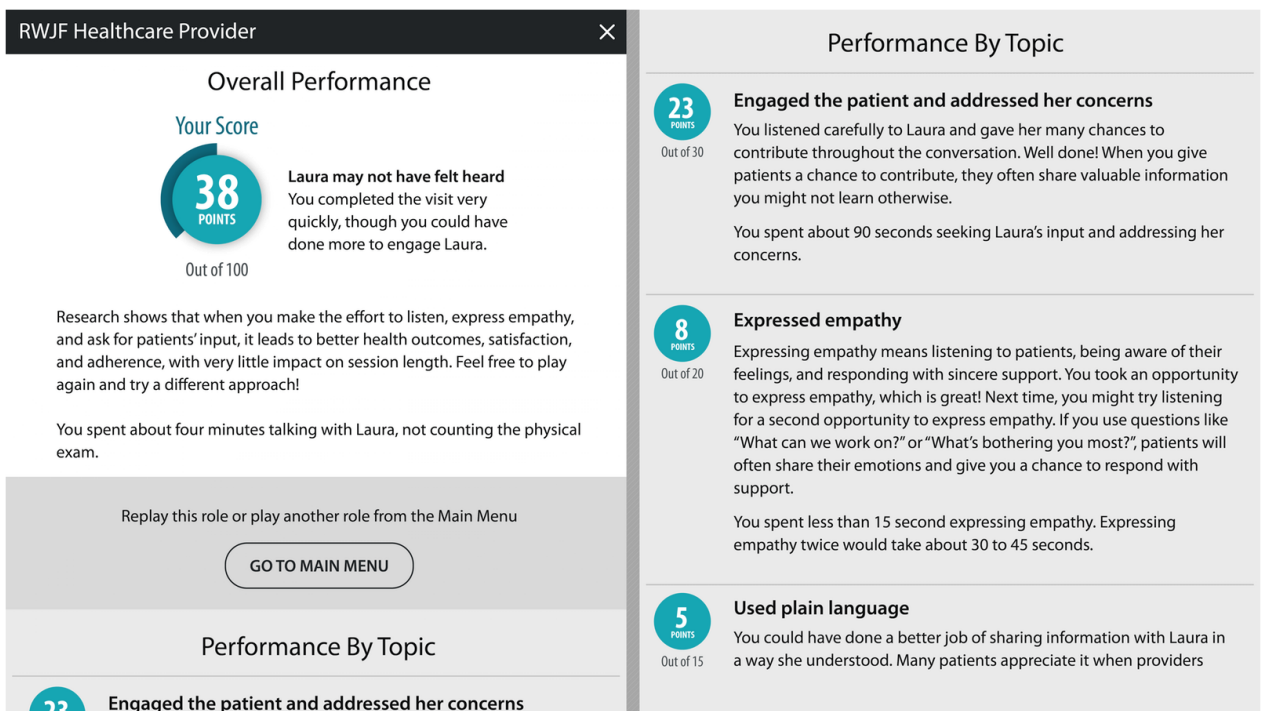 RWJF Healthcare Provider
Overall Performance
Your Score
38
POINTS
Out of 100
Laura may not have felt heard
You completed the visit very
quickly, though you could have
done more to engage Laura.
Research shows that when you make the effort to listen, express empathy,
and ask for patients' input, it leads to better health outcomes, satisfaction,
and adherence, with very little impact on session length. Feel free to play
again and try a different approach!
You spent about four minutes talking with Laura, not counting the physical
exam.
Replay this role or play another role from the Main Menu
GO TO MAIN MENU
Performance By Topic
23
Engaged the patient and addressed her concerns
Performance By Topic
23
POINTS
Out of 30
Engaged the patient and addressed her concerns
You listened carefully to Laura and gave her many chances to
contribute throughout the conversation. Well done! When you give
patients a chance to contribute, they often share valuable information
you might not learn otherwise.
You spent about 90 seconds seeking Laura's input and addressing her
concerns.
8
POINTS
Out of 20
Expressed empathy
Expressing empathy means listening to patients, being aware of their
feelings, and responding with sincere support. You took an opportunity
to express empathy, which is great! Next time, you might try listening
for a second opportunity to express empathy. If you use questions like
“What can we work on?” or “What's bothering you most?”, patients will
often share their emotions and give you a chance to respond with
support.
You spent less than 15 second expressing empathy. Expressing
empathy twice would take about 30 to 45 seconds.
5
POINTS
Out of 15
Used plain language
You could have done a better job of sharing information with Laura in
a way she understood. Many patients appreciate it when providers